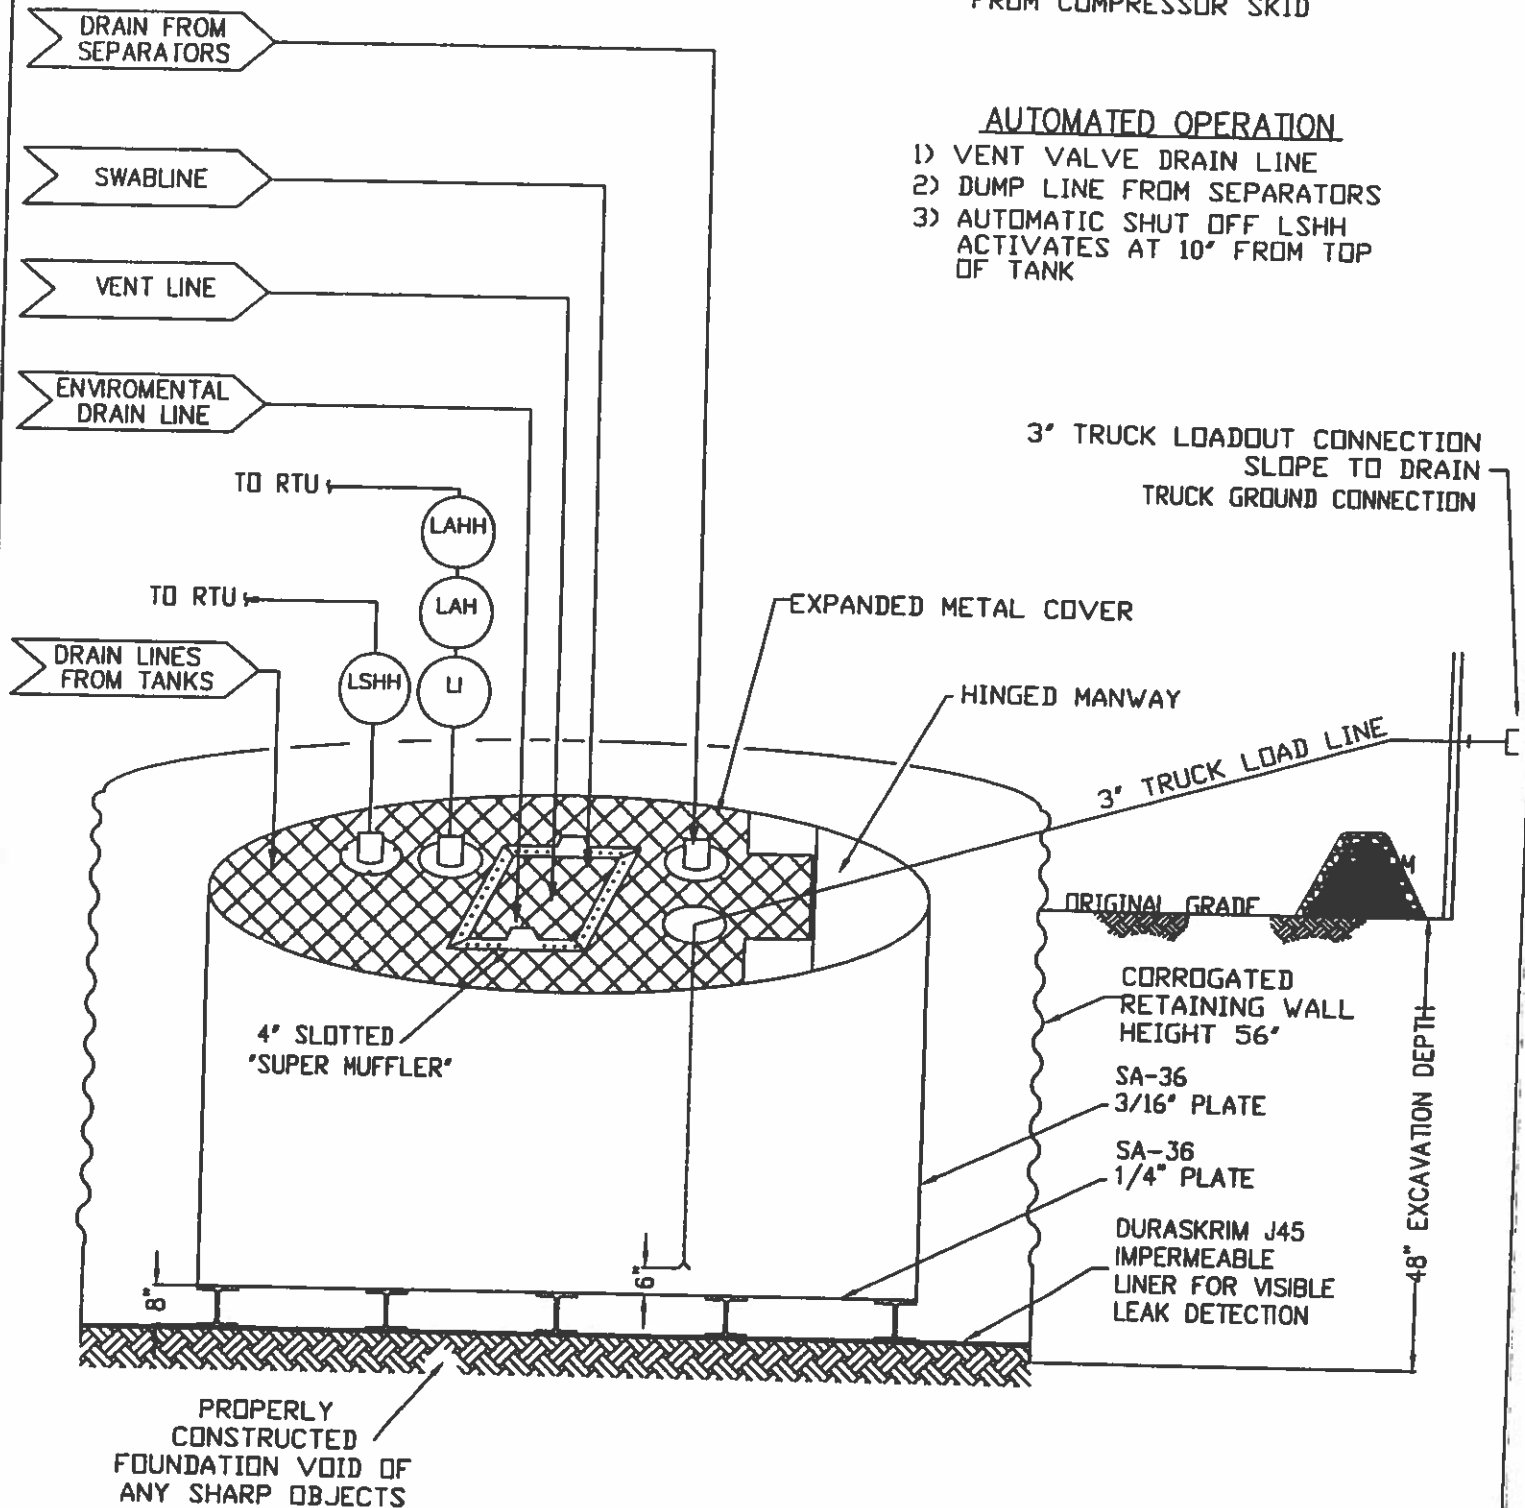 FROM COMPRESSOR SKID
DRAIN FROM
SEPARATORS
AUTOMATED OPERATION
1) VENT VALVE DRAIN LINE
2) DUMP LINE FROM SEPARATORS
3) AUTOMATIC SHUT OFF LSHH
ACTIVATES AT 10" FROM TOP
OF TANK
SWABLINE
VENT LINE
ENVIROMENTAL
DRAIN LINE
3" TRUCK LOADOUT CONNECTION
SLOPE TO DRAIN
TRUCK GROUND CONNECTION
TO RTU
LAHH
TO RTU
LAH
EXPANDED METAL COVER
DRAIN LINES
FROM TANKS
LSHH
LI
HINGED MANWAY
3" TRUCK LOAD LINE
ORIGINAL GRADE
CORROGATED
RETAINING WALL
HEIGHT 56"
4" SLOTTED
"SUPER MUFFLER"
SA-36
3/16" PLATE
SA-36
1/4" PLATE
48" EXCAVATION DEPTH
DURASKRIM J45
IMPERMEABLE
LINER FOR VISIBLE
LEAK DETECTION
8"
6"
PROPERLY
CONSTRUCTED
FOUNDATION VOID OF
ANY SHARP OBJECTS